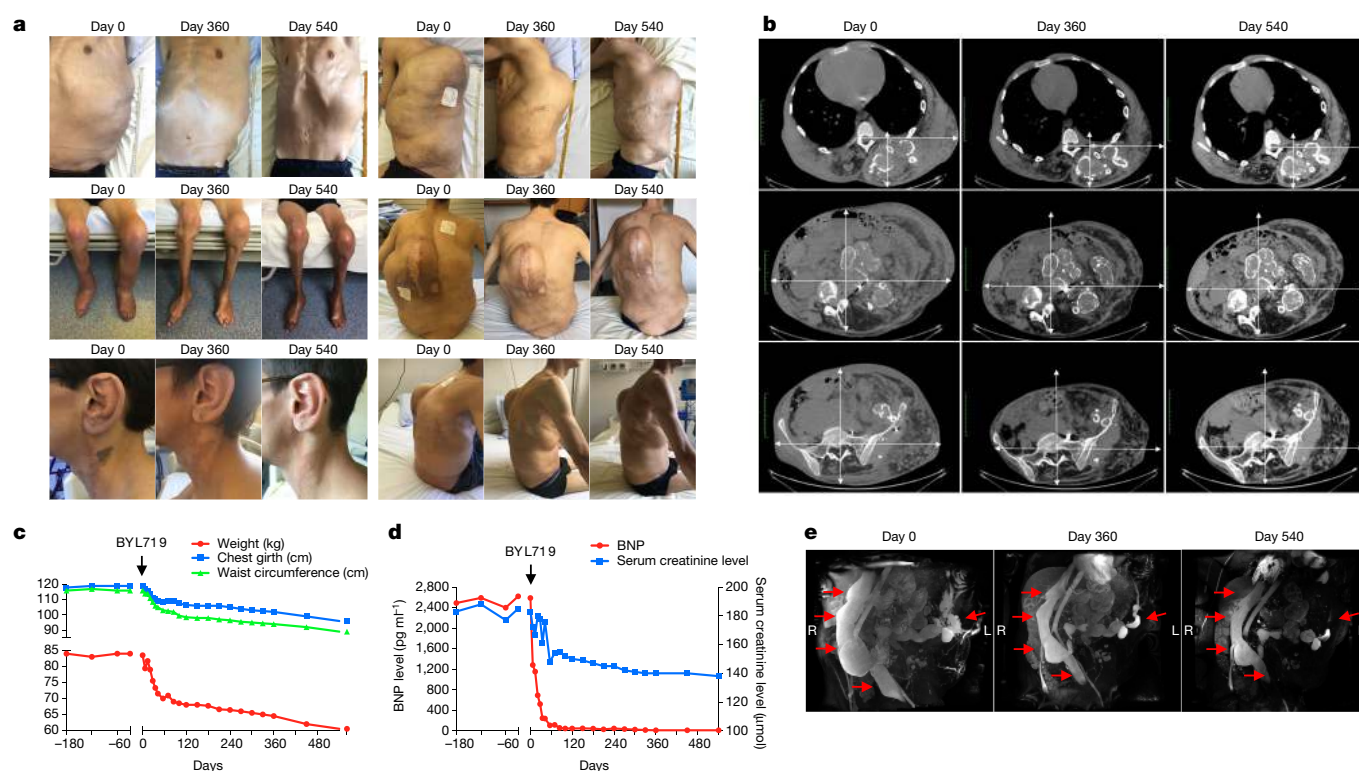 a
Day 0 Day 360 Day 540 Day 0 Day 360 Day 540
Day 0 Day 360 Day 540 Day 0 Day 360 Day 540
Day 0 Day 360 Day 540 Day 0 Day 360 Day 540
b
Day 0 Day 360 Day 540
c
BYL719
Weight (kg)
Chest girth (cm)
Waist circumference (cm)
120
110
100
90
85
80
75
70
65
60
−180 −120 −60 0 120 240 360 480
Days
d
BYL719
BNP
Serum creatinine level
BNP level (pg ml⁻¹)
2,800
2,400
2,000
1,600
1,200
800
400
0
Serum creatinine level (μmol)
200
180
160
140
120
100
−180 −60 0 120 240 360 480
Days
e
Day 0 Day 360 Day 540
R L R L R